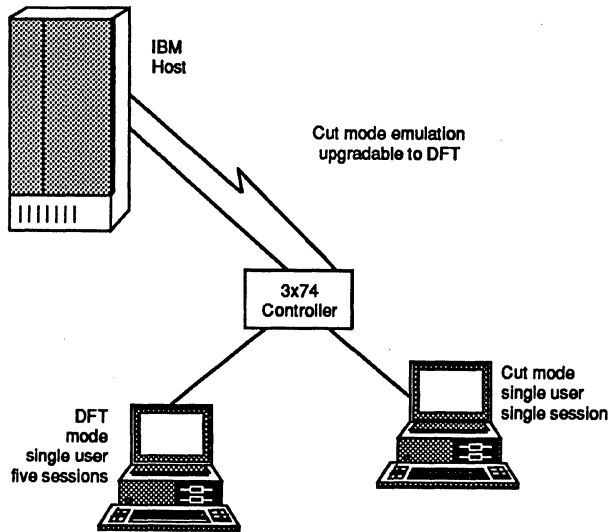 IBM
Host
Cut mode emulation
upgradable to DFT
3x74
Controller
Cut mode
single user
single session
DFT
mode
single user
five sessions